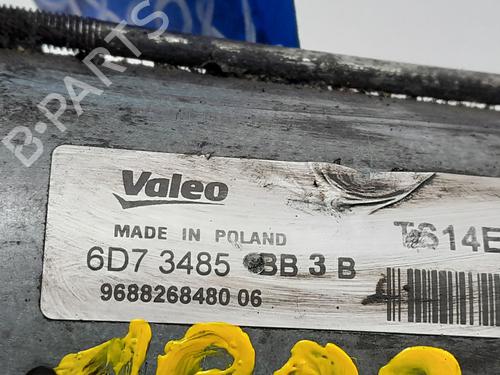 B-PARTS
Valeo
MADE IN POLAND
TS14E
6D7 3485 BB 3 B
9688268480 06